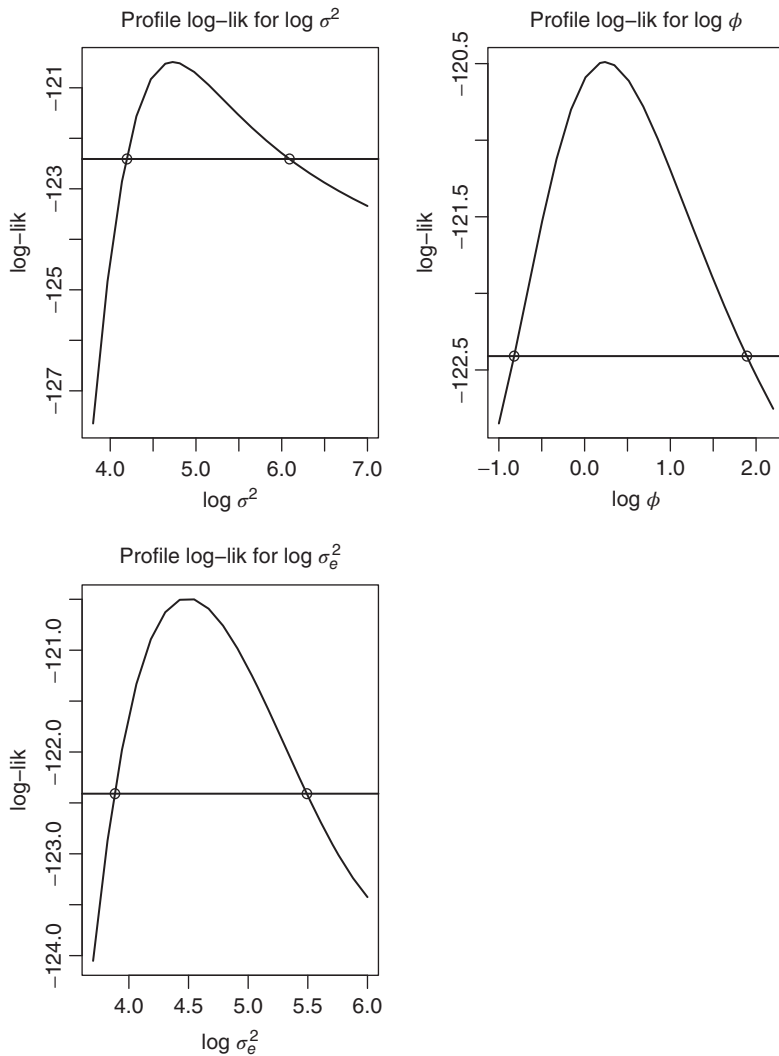 Profile log–lik for log σ²
log–lik
−121
−123
−125
−127
4.0 5.0 6.0 7.0
log σ²
Profile log–lik for log ϕ
log–lik
−120.5
−121.5
−122.5
−1.0 0.0 1.0 2.0
log ϕ
Profile log–lik for log σₑ²
log–lik
−121.0
−122.0
−123.0
−124.0
4.0 4.5 5.0 5.5 6.0
log σₑ²